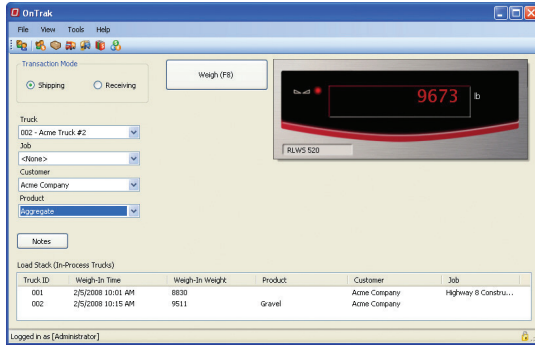 OnTrak
File View Tools Help
Transaction Mode
Shipping Receiving
Weigh (F8)
9673 lb
RLWS 520
Truck
002 - Acme Truck #2
Job
<None>
Customer
Acme Company
Product
Aggregate
Notes
Load Stack (In-Process Trucks)
Truck ID Weigh-In Time Weigh-In Weight Product Customer Job
001 2/5/2008 10:01 AM 8830 Acme Company Highway 8 Constru...
002 2/5/2008 10:15 AM 9511 Gravel Acme Company
Logged in as [Administrator]